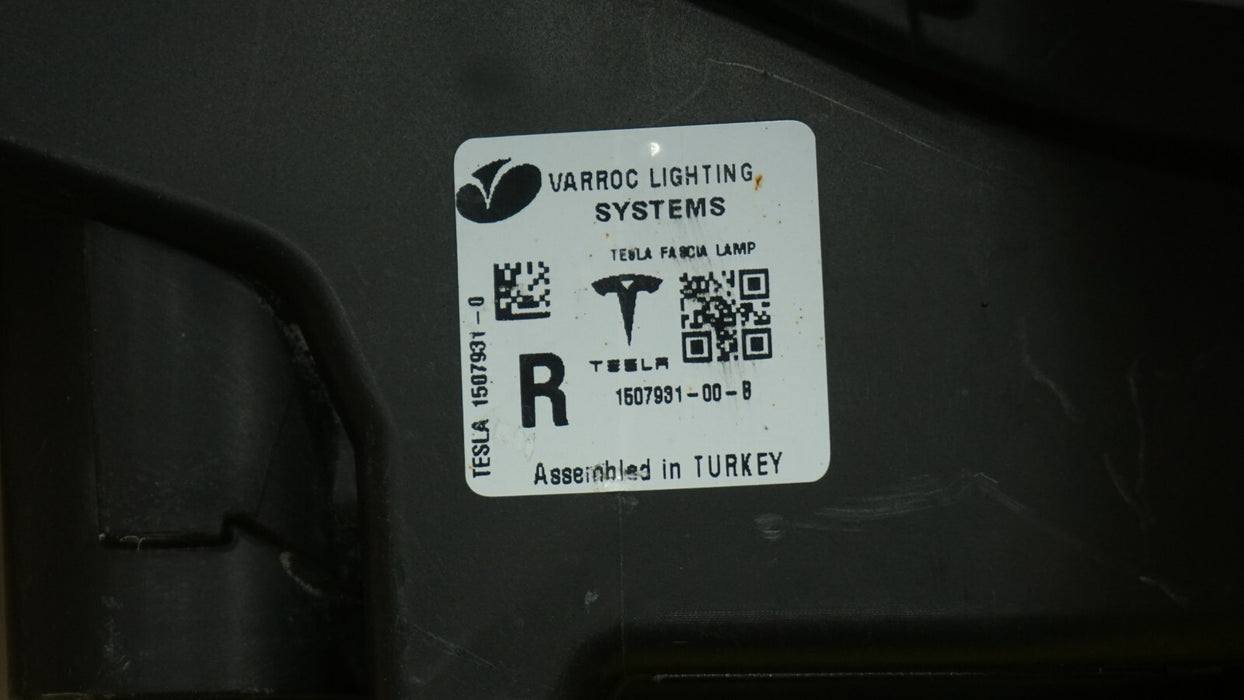 VARROC LIGHTING
SYSTEMS
TESLA FASCIA LAMP
TESLA 1507931-0
R
TESLA
1507931-00-B
Assembled in TURKEY